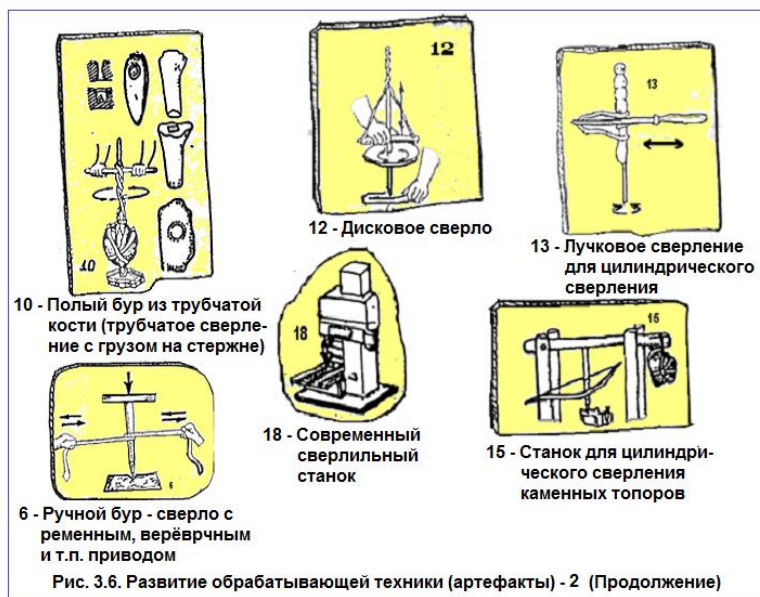 10
10 - Полый бур из трубчатой
кости (трубчатое сверле-
ние с грузом на стержне)
12
12 - Дисковое сверло
13
13 - Лучковое сверление
для цилиндрического
сверления
6
6 - Ручной бур - сверло с
ременным, верёврчным
и т.п. приводом
18
18 - Современный
сверлильный
станок
15
15 - Станок для цилиндри-
ческого сверления
каменных топоров
Рис. 3.6. Развитие обрабатывающей техники (артефакты) - 2 (Продолжение)